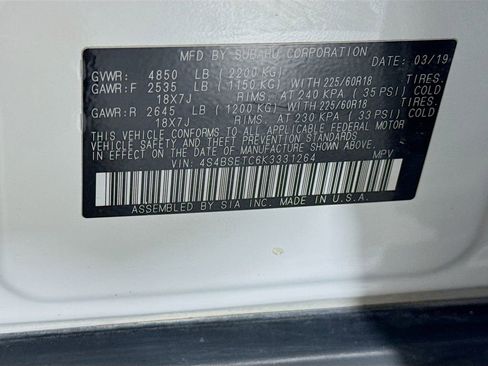 MFD BY SUBARU CORPORATION DATE: 03/19
GVWR: 4850 LB (2200 KG)
GAWR:F 2535 LB (1150 KG) WITH 225/60R18 TIRES.
18X7J RIMS. AT 240 KPA (35 PSI) COLD
GAWR:R 2645 LB (1200 KG) WITH 225/60R18 TIRES.
18X7J RIMS. AT 230 KPA (33 PSI) COLD
THIS VEHICLE CONFORMS TO ALL APPLICABLE FEDERAL MOTOR
VEHICLE SAFETY AND THEFT PREVENTION STANDARDS
IN EFFECT ON THE DATE OF MANUFACTURE SHOWN ABOVE.
VIN: 4S4BSETC6K3331264 MPV
ASSEMBLED BY SIA INC. MADE IN U.S.A.